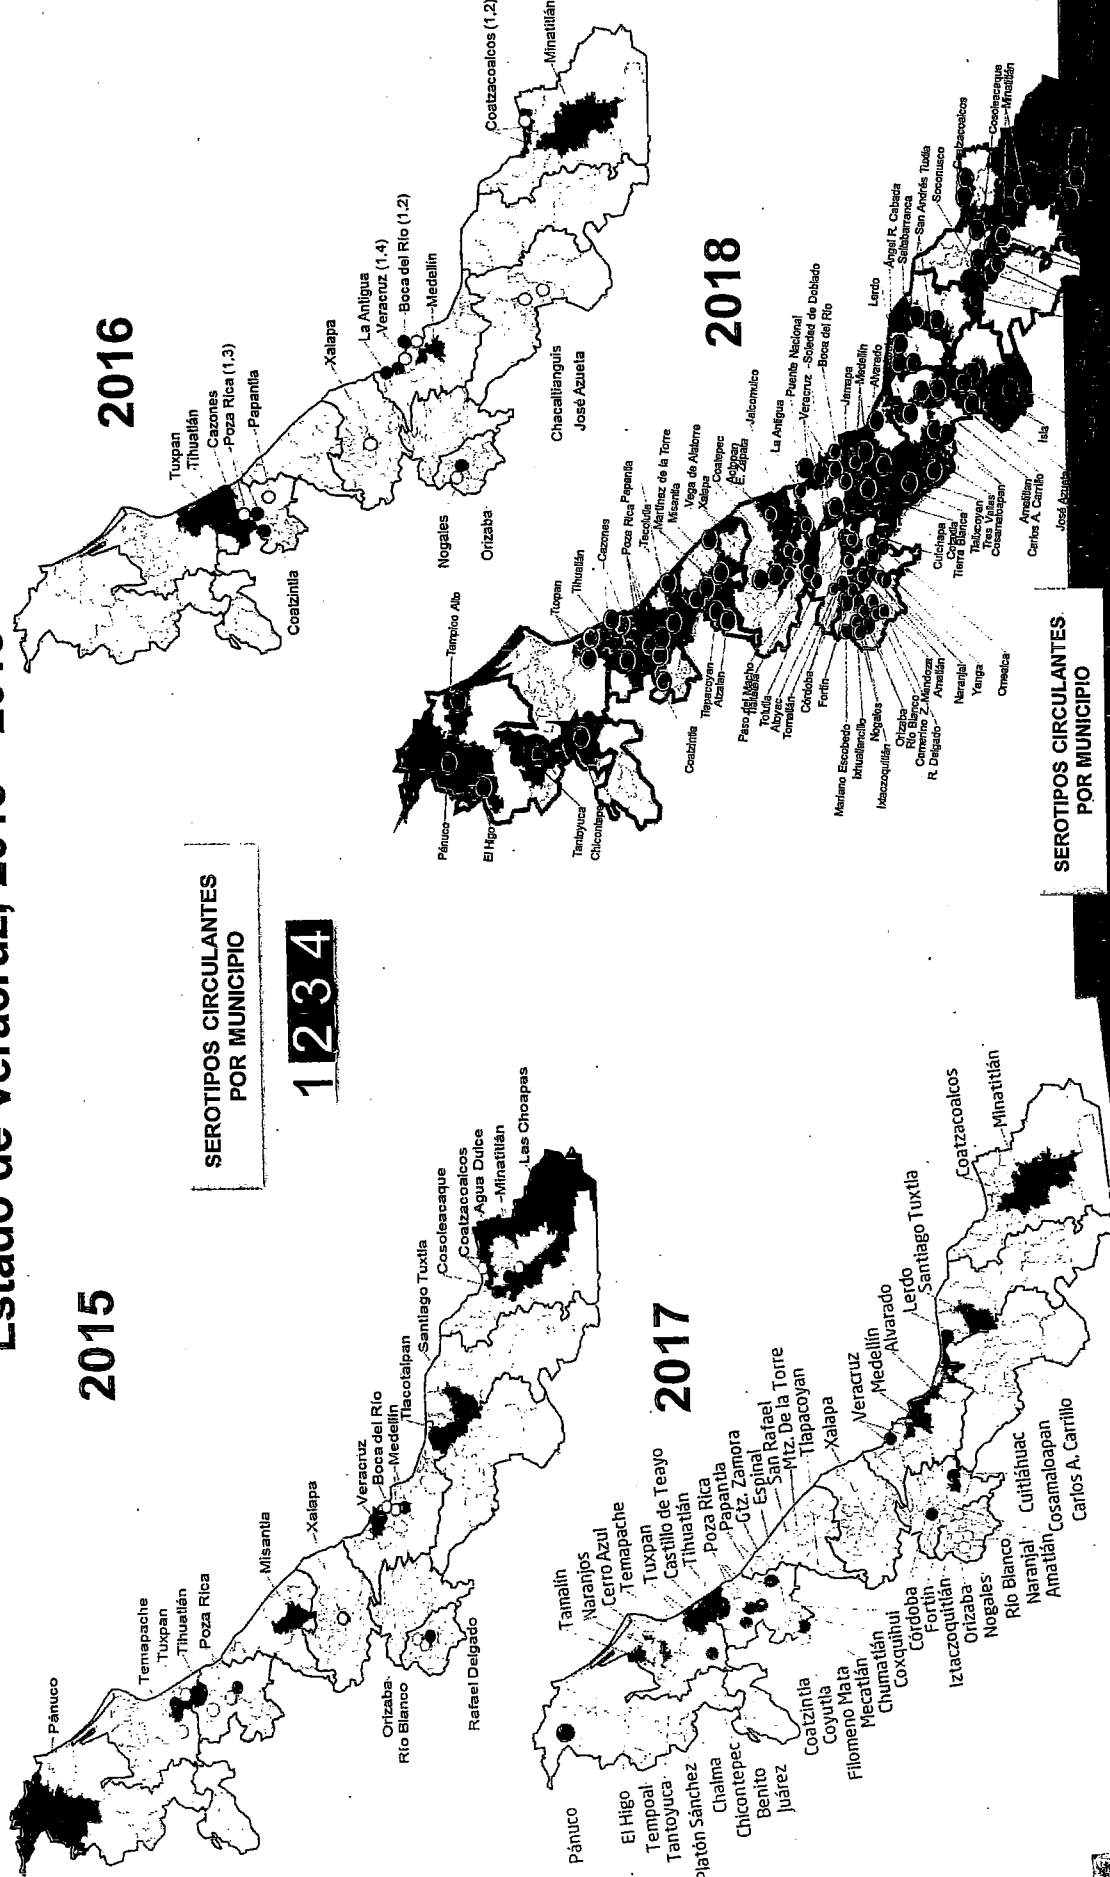 2015
Pánuco
Temapache
Tuxpan
Tihuatlán
Poza Rica
Misantla
Xalapa
Veracruz
Boca del Río
Medellín
Tlacotalpan
Santiago Tuxtla
Cosoleacaque
Coatzacoalcos
Agua Dulce
Minatitlán
Las Choapas
Orizaba
Río Blanco
Rafael Delgado
SEROTIPOS CIRCULANTES
POR MUNICIPIO
1 2 3 4
2016
Tuxpan
Tihuatlán
Cazones
Poza Rica (1,3)
Papantla
Xalapa
La Antigua
Veracruz (1,4)
Boca del Río (1,2)
Medellín
Coatzacoalcos (1,2)
Minatitlán
Coatzintla
Nogales
Orizaba
Chacaltianguis
José Azueta
2017
Tamalín
Naranjos
Cerro Azul
Temapache
Tuxpan
Castillo de Teayo
Tihuatlán
Poza Rica
Papantla
Gtz. Zamora
Espinal
San Rafael
Mtz. De la Torre
Tlapacoyan
Xalapa
Veracruz
Medellín
Alvarado
Lerdo
Santiago Tuxtla
Coatzacoalcos
Minatitlán
Pánuco
El Higo
Tempoal
Tantoyuca
Platón Sánchez
Chalma
Chicontepec
Benito
Juárez
Coatzintla
Coyutla
Filomeno Mata
Mecatlán
Chumatlán
Coxquihui
Córdoba
Fortín
Iztaczoquitlán
Orizaba
Nogales
Río Blanco
Naranjal
Amatlán
Cuitláhuac
Cosamaloapan
Carlos A. Carrillo
2018
Tampico Alto
Tuxpan
Tihuatlán
Cazones
Poza Rica
Papantla
Tecolutla
Martínez de la Torre
Misantla
Vega de Alatorre
Xalapa
Coatepec
Actopan
E. Zapata
Jalcomulco
La Antigua
Puente Nacional
Veracruz
Soledad de Doblado
Boca del Río
Jamapa
Medellín
Alvarado
Lerdo
Angel R. Cabada
Saltabarranca
San Andrés Tuxtla
Soconusco
Coatzacoalcos
Cosoleacaque
Minatitlán
Pánuco
El Higo
Tantoyuca
Coatzintla
Tlapacoyan
Atzalan
Paso del Macho
Totutla
Tomatlán
Córdoba
Fortín
Mariano Escobedo
Ixhuatlancillo
Nogales
Ixtaczoquitlán
Orizaba
Río Blanco
R. Delgado
Amatlán
Naranjal
Yanga
Omealca
Tierra Blanca
Tres Valles
Cosamaloapan
Amatitlán
Carlos A. Carrillo
José Azueta
Isla
SEROTIPOS CIRCULANTES
POR MUNICIPIO